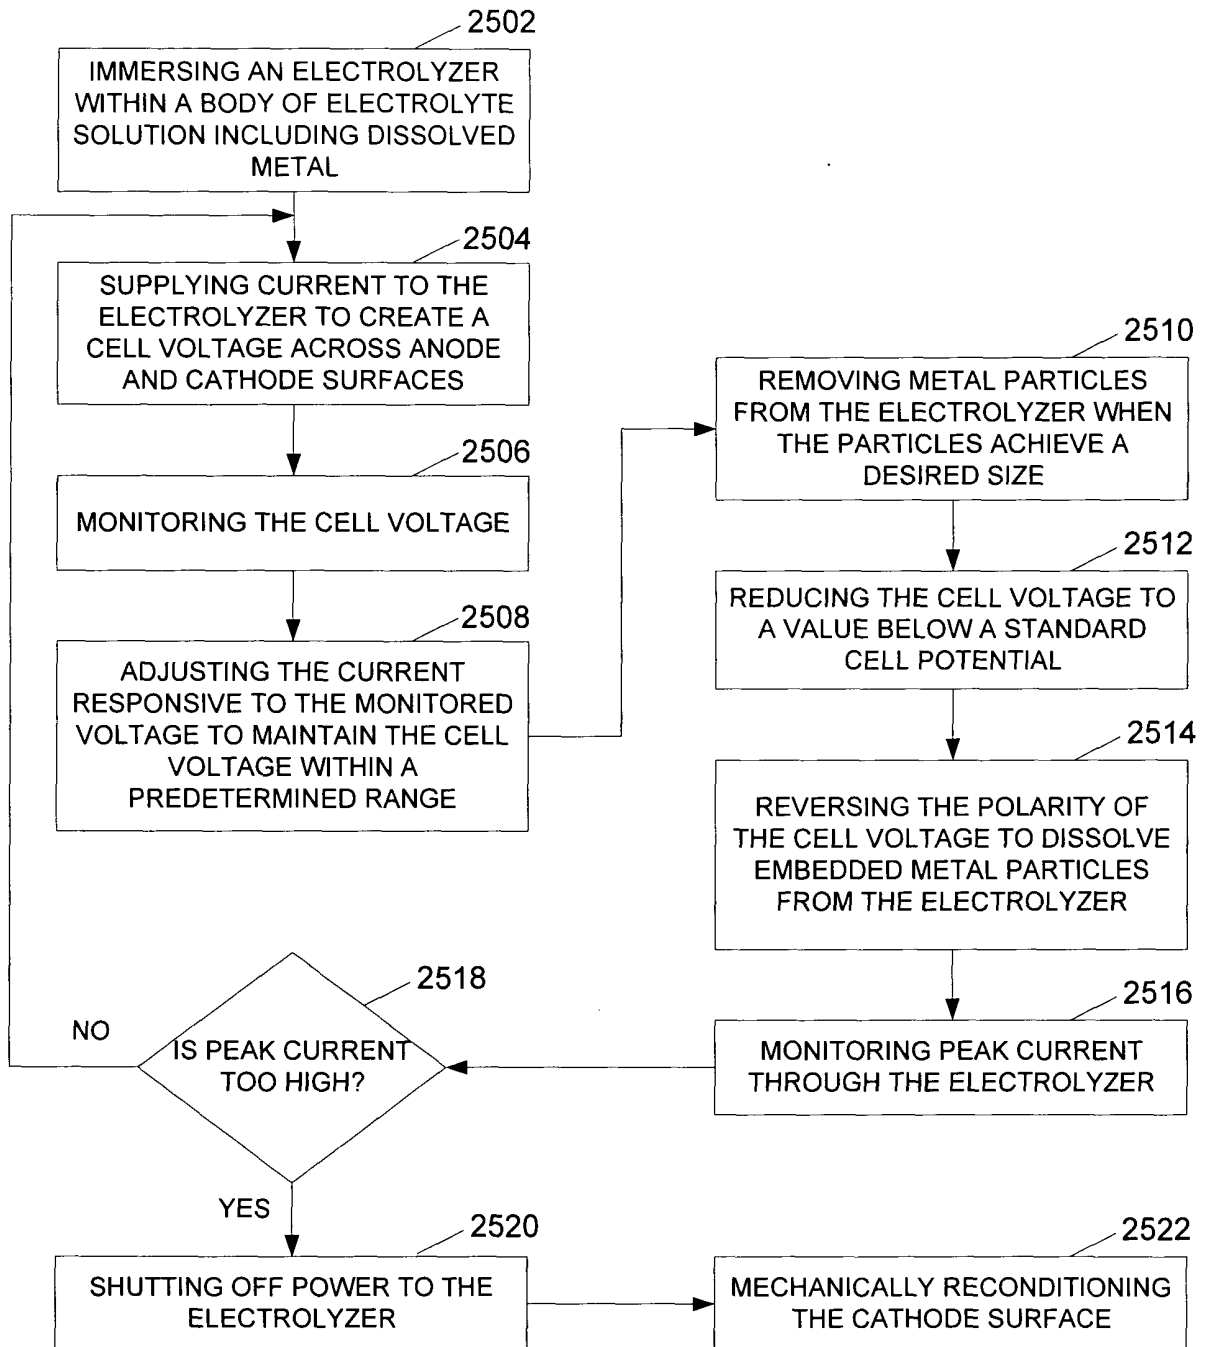 2502
IMMERSING AN ELECTROLYZER
WITHIN A BODY OF ELECTROLYTE
SOLUTION INCLUDING DISSOLVED
METAL
2504
SUPPLYING CURRENT TO THE
ELECTROLYZER TO CREATE A
CELL VOLTAGE ACROSS ANODE
AND CATHODE SURFACES
2506
MONITORING THE CELL VOLTAGE
2508
ADJUSTING THE CURRENT
RESPONSIVE TO THE MONITORED
VOLTAGE TO MAINTAIN THE CELL
VOLTAGE WITHIN A
PREDETERMINED RANGE
2510
REMOVING METAL PARTICLES
FROM THE ELECTROLYZER WHEN
THE PARTICLES ACHIEVE A
DESIRED SIZE
2512
REDUCING THE CELL VOLTAGE TO
A VALUE BELOW A STANDARD
CELL POTENTIAL
2514
REVERSING THE POLARITY OF
THE CELL VOLTAGE TO DISSOLVE
EMBEDDED METAL PARTICLES
FROM THE ELECTROLYZER
2516
MONITORING PEAK CURRENT
THROUGH THE ELECTROLYZER
2518
IS PEAK CURRENT
TOO HIGH?
NO
YES
2520
SHUTTING OFF POWER TO THE
ELECTROLYZER
2522
MECHANICALLY RECONDITIONING
THE CATHODE SURFACE